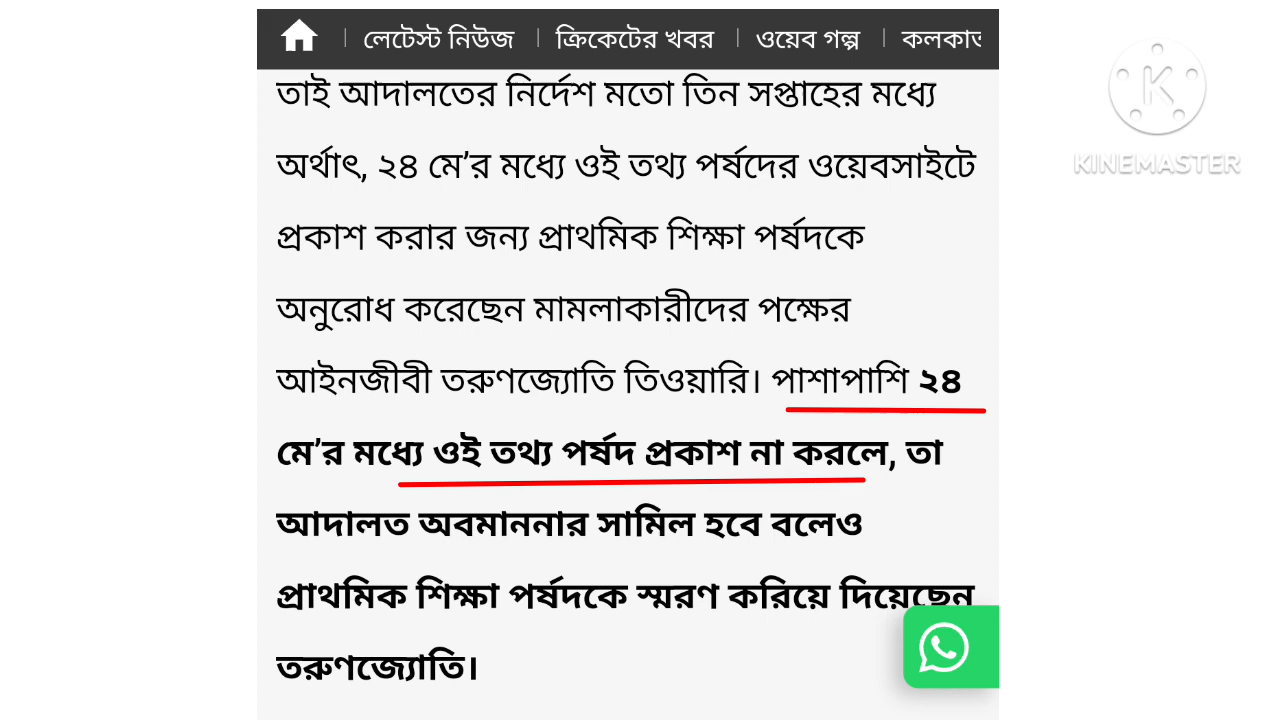 লেটেস্ট নিউজ | ক্রিকেটের খবর | ওয়েব গল্প | কলকাত
তাই আদালতের নির্দেশ মতো তিন সপ্তাহের মধ্যে
অর্থাৎ, ২৪ মে’র মধ্যে ওই তথ্য পর্ষদের ওয়েবসাইটে
প্রকাশ করার জন্য প্রাথমিক শিক্ষা পর্ষদকে
অনুরোধ করেছেন মামলাকারীদের পক্ষের
আইনজীবী তরুণজ্যোতি তিওয়ারি। পাশাপাশি ২৪
মে’র মধ্যে ওই তথ্য পর্ষদ প্রকাশ না করলে, তা
আদালত অবমাননার সামিল হবে বলেও
প্রাথমিক শিক্ষা পর্ষদকে স্মরণ করিয়ে দিয়েছেন
তরুণজ্যোতি।
K
KINEMASTER